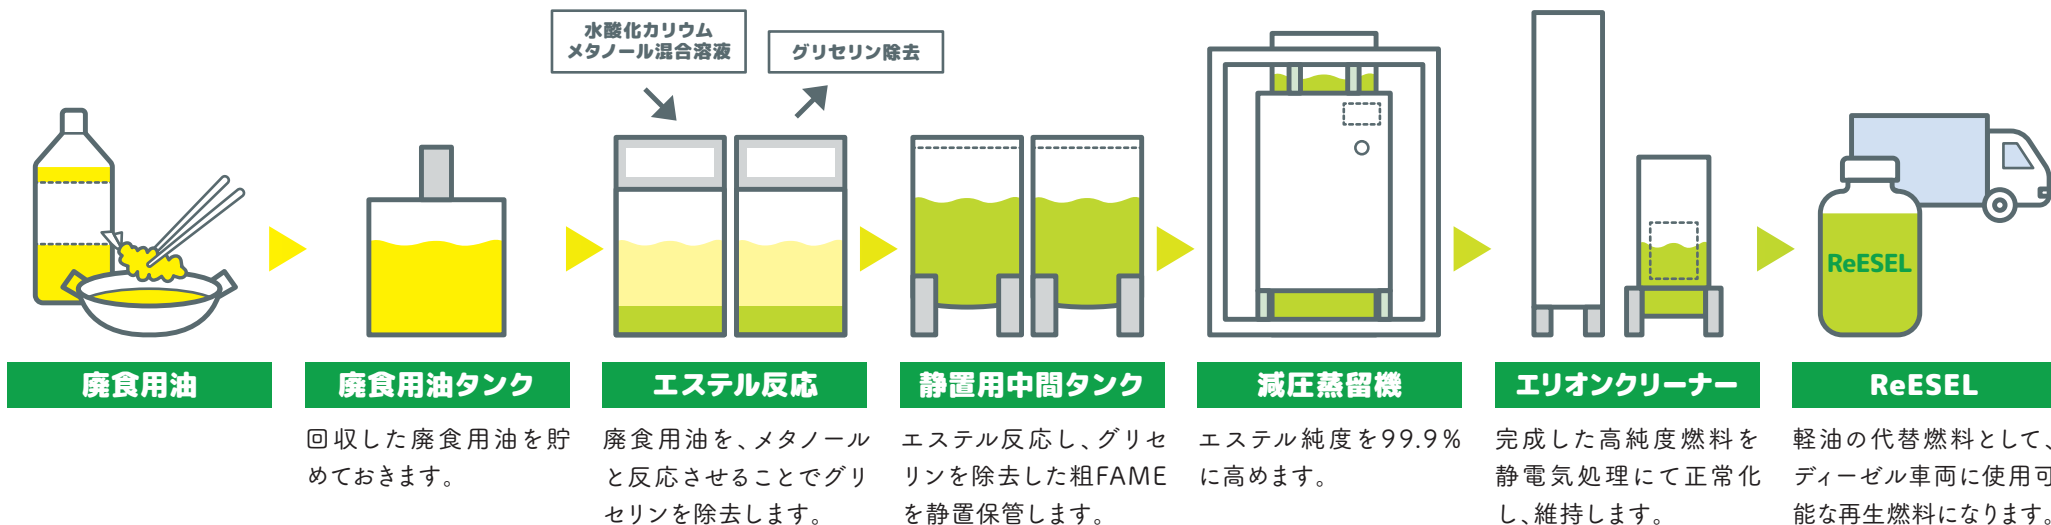 水酸化カリウム
メタノール混合溶液
グリセリン除去
ReESEL
廃食用油
廃食用油タンク
回収した廃食用油を貯
めておきます。
エステル反応
廃食用油を、メタノール
と反応させることでグリ
セリンを除去します。
静置用中間タンク
エステル反応し、グリセ
リンを除去した粗FAME
を静置保管します。
減圧蒸留機
エステル純度を99.9%
に高めます。
エリオンクリーナー
完成した高純度燃料を
静電気処理にて正常化
し、維持します。
ReESEL
軽油の代替燃料として、
ディーゼル車両に使用可
能な再生燃料になります。